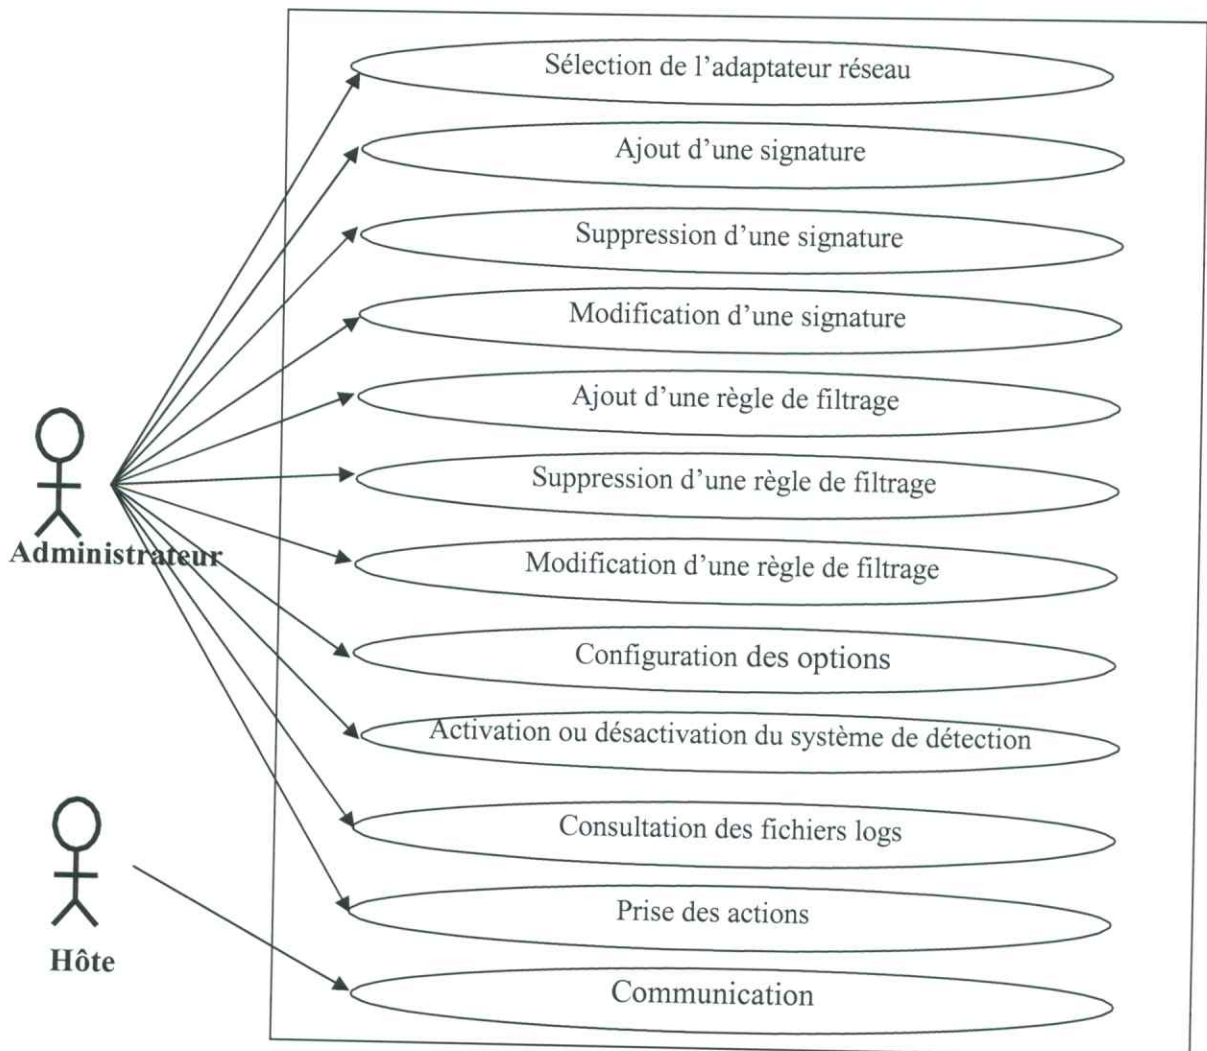 Sélection de l'adaptateur réseau
Ajout d'une signature
Suppression d'une signature
Modification d'une signature
Ajout d'une règle de filtrage
Suppression d'une règle de filtrage
Administrateur
Modification d'une règle de filtrage
Configuration des options
Activation ou désactivation du système de détection
Consultation des fichiers logs
Prise des actions
Hôte
Communication